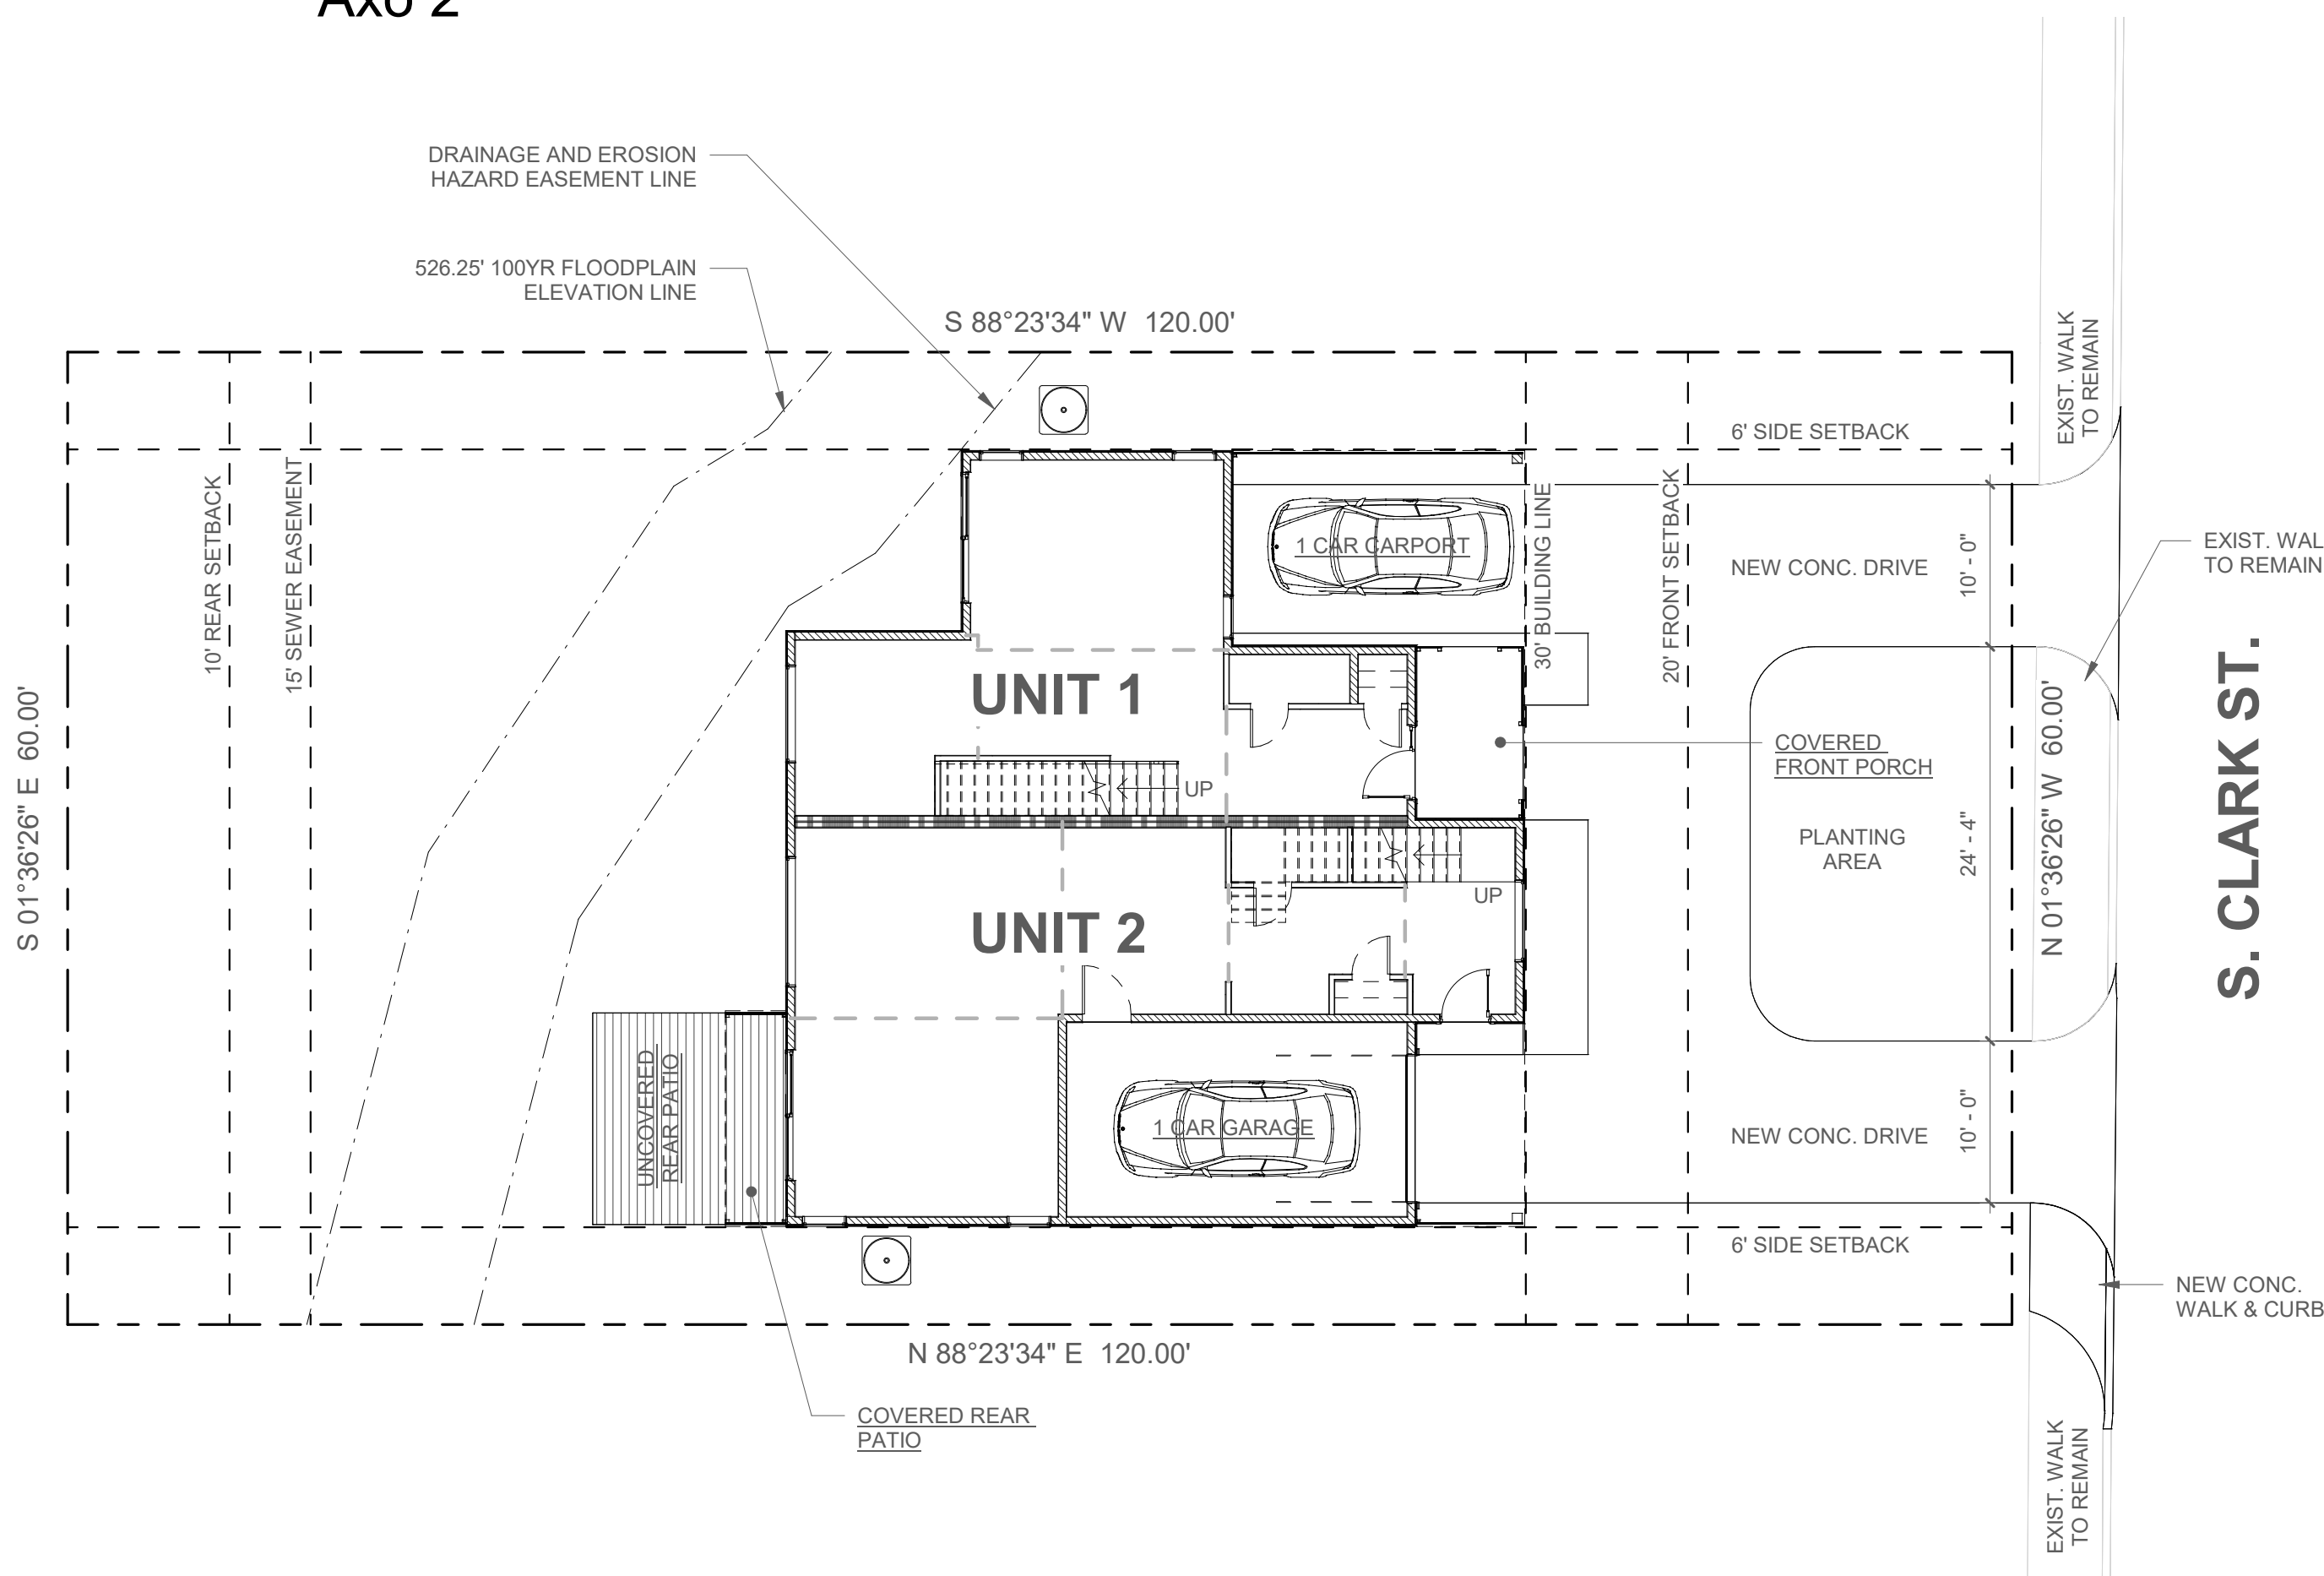 Axo 2
DRAINAGE AND EROSION
HAZARD EASEMENT LINE
526.25' 100YR FLOODPLAIN
ELEVATION LINE
S 88°23'34" W 120.00'
EXIST. WALK
TO REMAIN
6' SIDE SETBACK
10' REAR SETBACK
15' SEWER EASEMENT
30' BUILDING LINE
20' FRONT SETBACK
1 CAR CARPORT
NEW CONC. DRIVE
10' - 0"
EXIST. WAL
TO REMAIN
S 01°36'26" E 60.00'
UNIT 1
UP
COVERED
FRONT PORCH
PLANTING
AREA
24' - 4"
N 01°36'26" W 60.00'
S. CLARK ST.
UNIT 2
UP
UNCOVERED
REAR PATIO
1 CAR GARAGE
NEW CONC. DRIVE
10' - 0"
6' SIDE SETBACK
NEW CONC.
WALK & CURB
N 88°23'34" E 120.00'
COVERED REAR
PATIO
EXIST. WALK
TO REMAIN